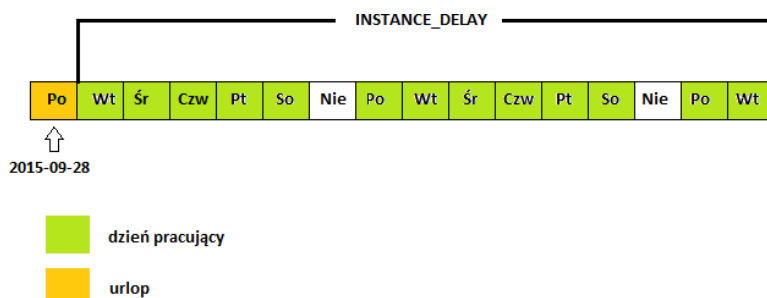 INSTANCE_DELAY
Po Wt Śr Czw Pt So Nie Po Wt Śr Czw Pt So Nie Po Wt
2015-09-28
dzień pracujący
urlop